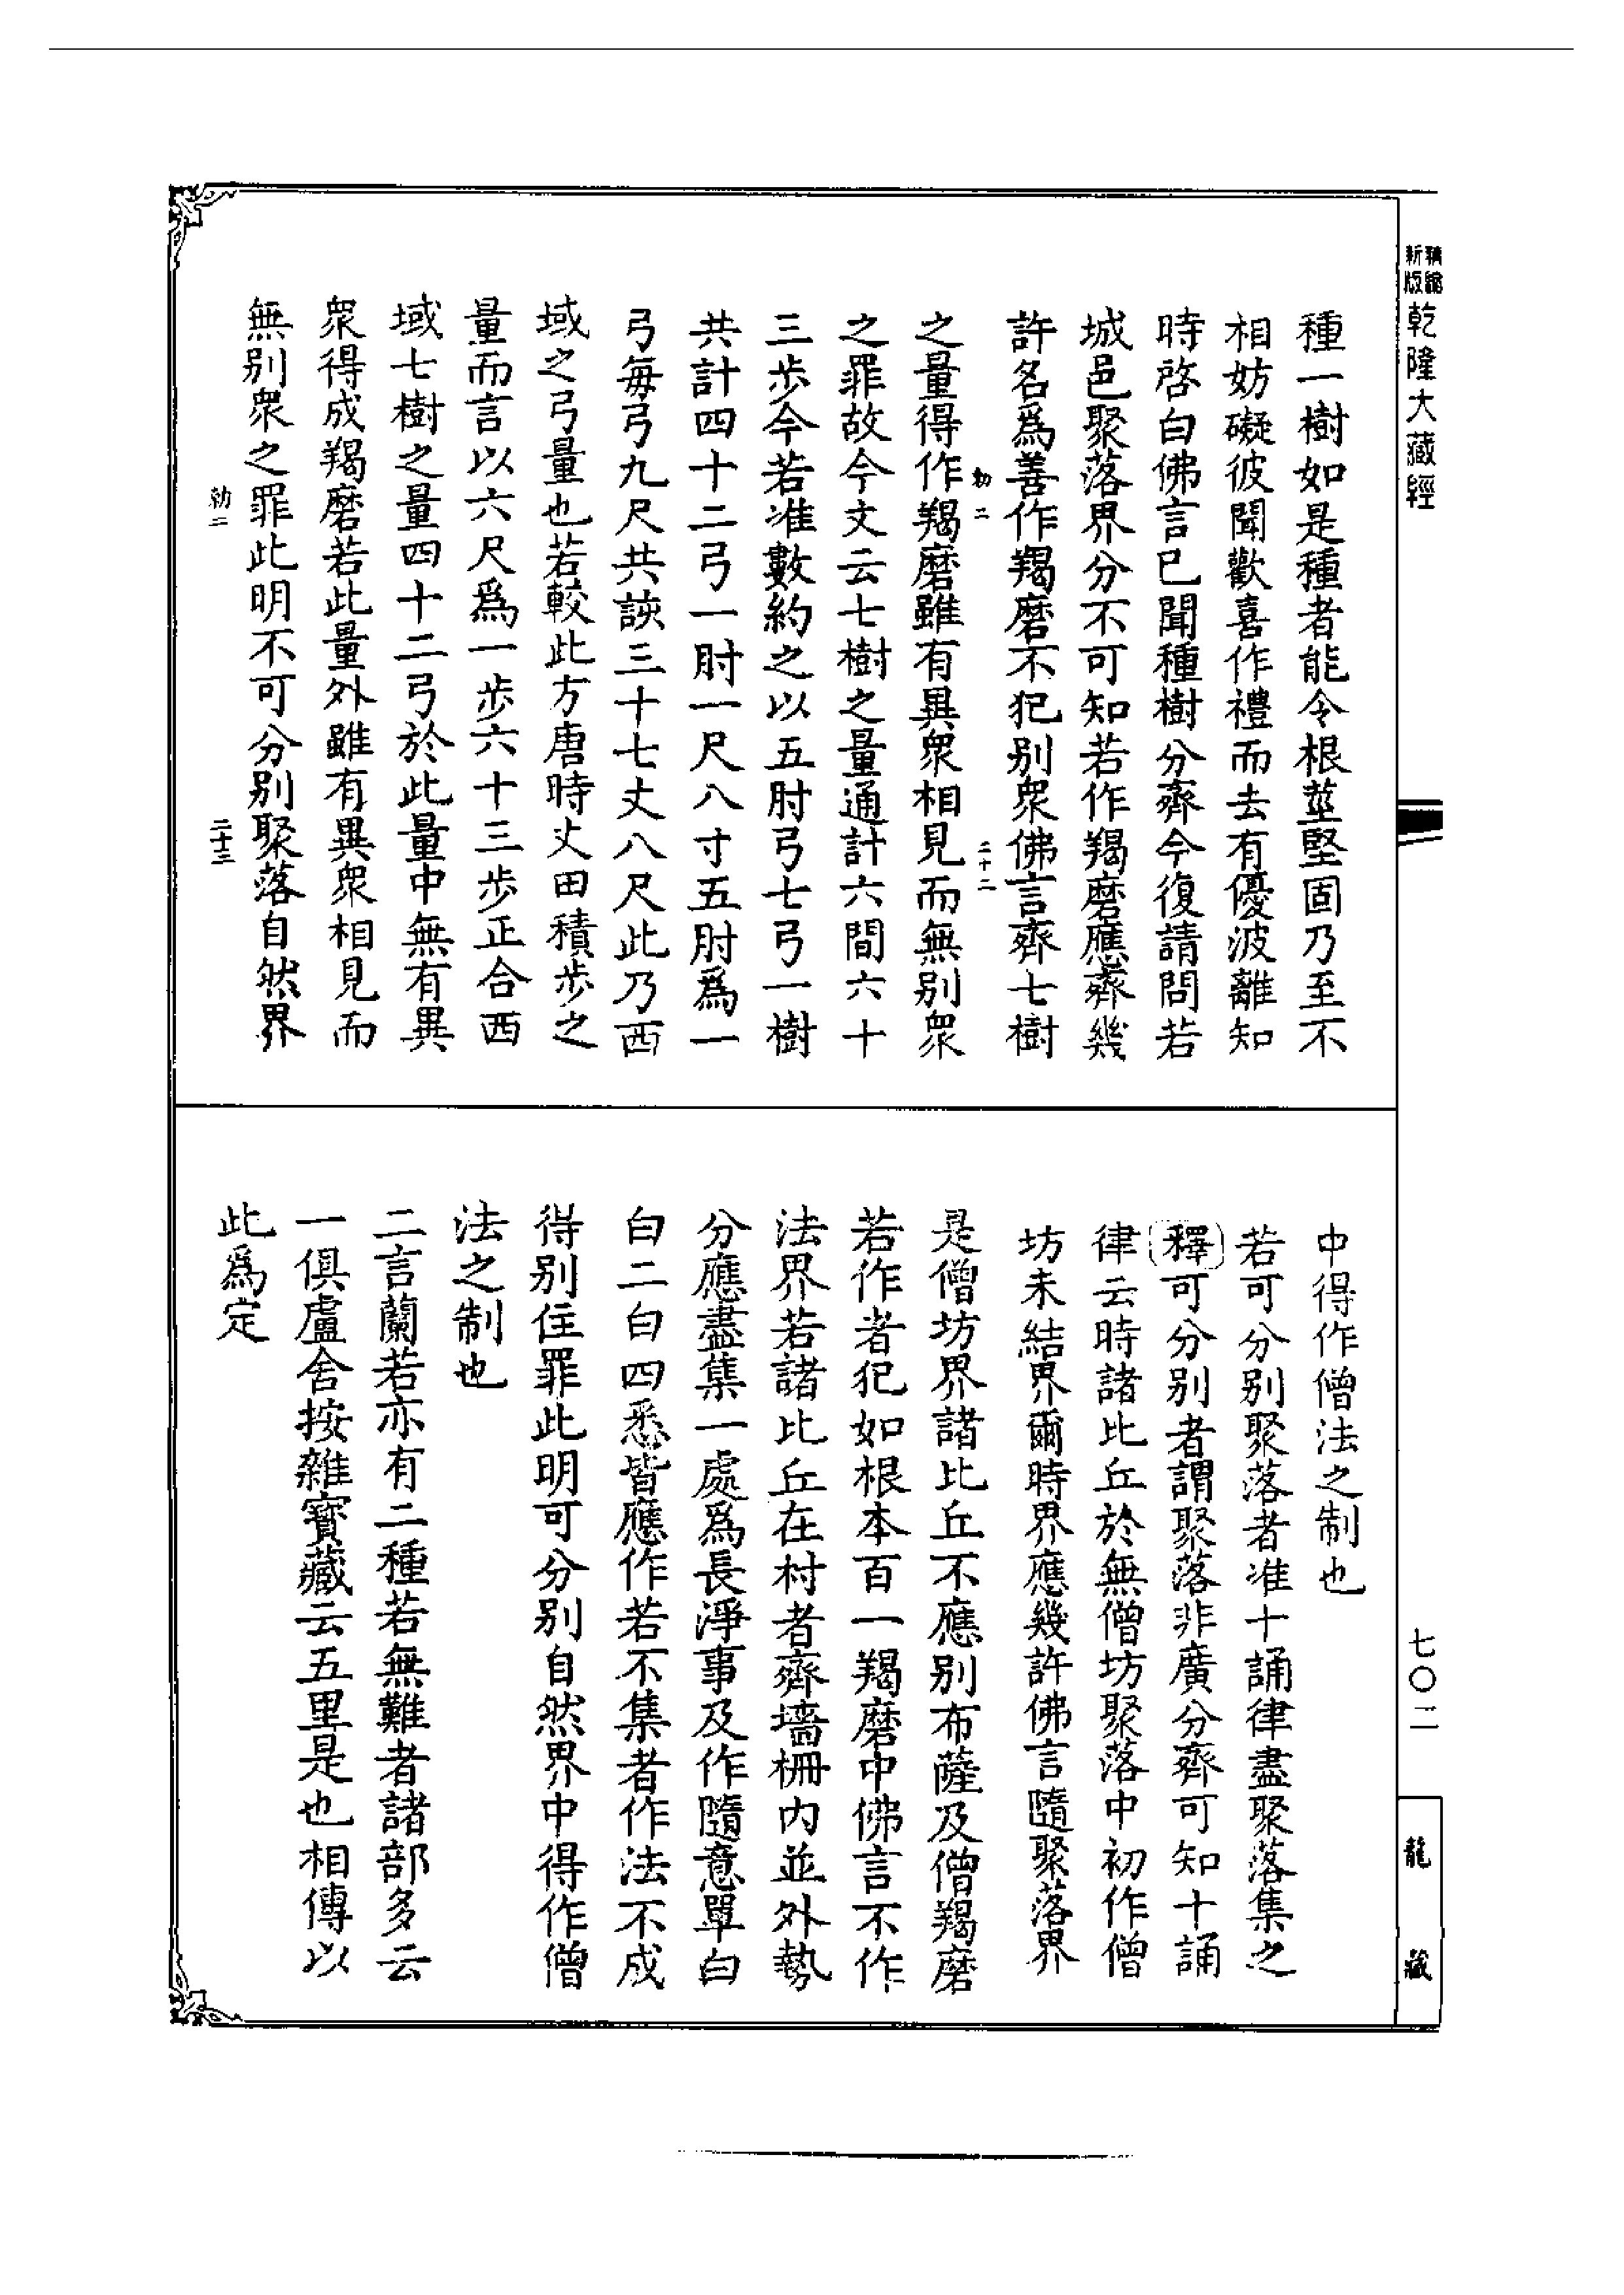 精縮
新版
乾隆大藏經
種一樹如是種者能令根莖堅固乃至不
相妨礙彼聞歡喜作禮而去有優波離知
時啓白佛言已聞種樹分齊今復請問若
城邑聚落界分不可知若作羯磨應齊幾
許名爲善作羯磨不犯別衆佛言齊七樹
勑二
二十二
之量得作羯磨雖有異衆相見而無別衆
之罪故今文云七樹之量通計六間六十
三步今若准數約之以五肘弓七弓一樹
共計四十二弓一肘一尺八寸五肘爲一
弓每弓九尺共該三十七丈八尺此乃西
域之弓量也若較此方唐時丈田積步之
量而言以六尺爲一步六十三步正合西
域七樹之量四十二弓於此量中無有異
衆得成羯磨若此量外雖有異衆相見而
無別衆之罪此明不可分別聚落自然界
勑二
二十三
中得作僧法之制也
若可分別聚落者准十誦律盡聚落集之
釋可分別者謂聚落非廣分齊可知十誦
律云時諸比丘於無僧坊聚落中初作僧
坊未結界爾時界應幾許佛言隨聚落界
是僧坊界諸比丘不應別布薩及僧羯磨
若作者犯如根本百一羯磨中佛言不作
法界若諸比丘在村者齊墻柵內並外勢
分應盡集一處爲長淨事及作隨意單白
白二白四悉皆應作若不集者作法不成
得別住罪此明可分別自然界中得作僧
法之制也
二言蘭若亦有二種若無難者諸部多云
一俱盧舍按雜寶藏云五里是也相傳以
此爲定
七〇二
龍藏